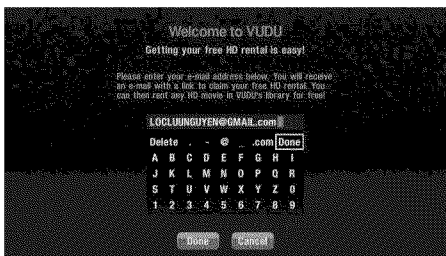 Welcome to VUDU
Getting your free HD rental is easy!
Please enter your e-mail address below. You will receive
an e-mail with a link to claim your free HD rental. You
can then rent any HD movie in VUDU's library for free!
LOCLUUNGUYEN@GMAIL.com
Delete . - @ _ .com Done
A B C D E F G H I
J K L M N O P Q R
S T U V W X Y Z 0
1 2 3 4 5 6 7 8 9
Done Cancel